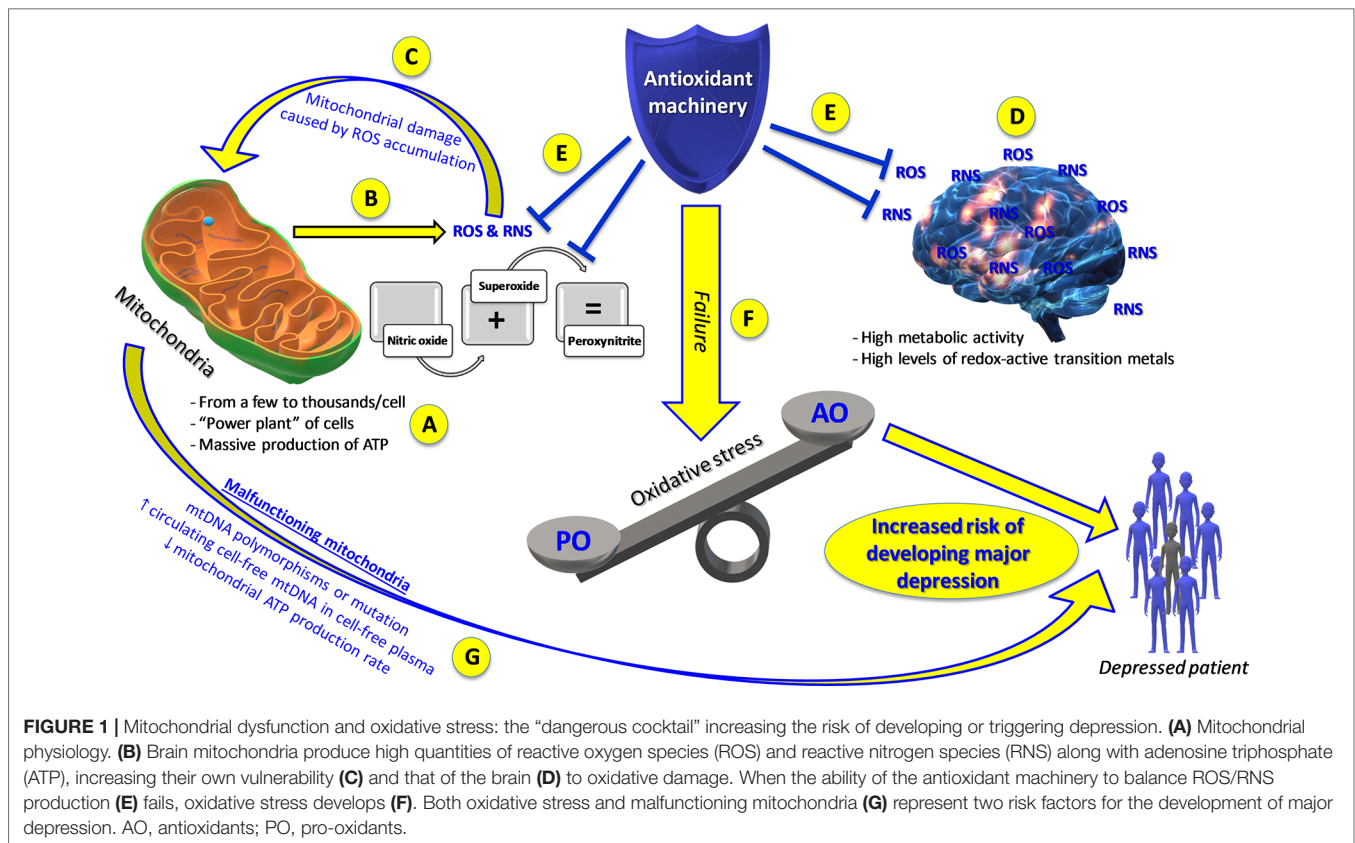 C
Mitochondrial damage
caused by ROS accumulation
Antioxidant
machinery
E
E
D
ROS
RNS
RNS
ROS
RNS
ROS
RNS
ROS
ROS
RNS
ROS
RNS
RNS
B
ROS & RNS
Mitochondria
Superoxide
+
=
Nitric oxide
Peroxynitrite
- High metabolic activity
- High levels of redox-active transition metals
- From a few to thousands/cell
- “Power plant” of cells
- Massive production of ATP
A
Failure
F
AO
Oxidative stress
PO
Increased risk of
developing major
depression
Malfunctioning mitochondria
mtDNA polymorphisms or mutation
↑circulating cell-free mtDNA in cell-free plasma
↓mitochondrial ATP production rate
G
Depressed patient
FIGURE 1 | Mitochondrial dysfunction and oxidative stress: the “dangerous cocktail” increasing the risk of developing or triggering depression. (A) Mitochondrial
physiology. (B) Brain mitochondria produce high quantities of reactive oxygen species (ROS) and reactive nitrogen species (RNS) along with adenosine triphosphate
(ATP), increasing their own vulnerability (C) and that of the brain (D) to oxidative damage. When the ability of the antioxidant machinery to balance ROS/RNS
production (E) fails, oxidative stress develops (F). Both oxidative stress and malfunctioning mitochondria (G) represent two risk factors for the development of major
depression. AO, antioxidants; PO, pro-oxidants.